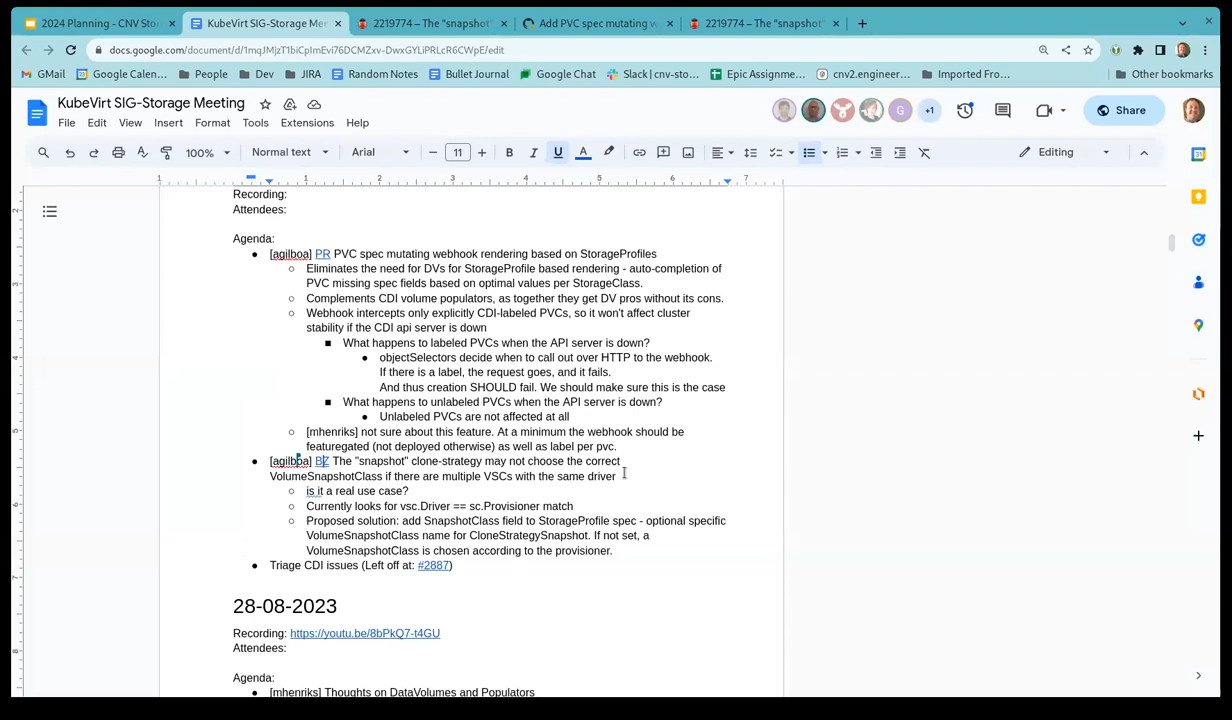 2024 Planning - CNV Sto
KubeVirt SIG-Storage Mee
2219774 – The "snapshot"
Add PVC spec mutating w
2219774 – The "snapshot"
docs.google.com/document/d/1mqJMjzT1biCpImEvi76DCMZxv-DwxGYLiPRLcR6CWpE/edit
GMail
Google Calen...
People
Dev
JIRA
Random Notes
Bullet Journal
Google Chat
Slack | cnv-sto...
Epic Assignme...
cnv2.engineer...
Imported Fro...
Other bookmarks
KubeVirt SIG-Storage Meeting
File Edit View Insert Format Tools Extensions Help
G
+1
Share
100%
Normal text
Arial
11
B I U A
Editing
1 1 2 3 4 5 6 7
Recording:
Attendees:
Agenda:
● [agilboa] PR PVC spec mutating webhook rendering based on StorageProfiles
○ Eliminates the need for DVs for StorageProfile based rendering - auto-completion of
PVC missing spec fields based on optimal values per StorageClass.
○ Complements CDI volume populators, as together they get DV pros without its cons.
○ Webhook intercepts only explicitly CDI-labeled PVCs, so it won't affect cluster
stability if the CDI api server is down
■ What happens to labeled PVCs when the API server is down?
● objectSelectors decide when to call out over HTTP to the webhook.
If there is a label, the request goes, and it fails.
And thus creation SHOULD fail. We should make sure this is the case
■ What happens to unlabeled PVCs when the API server is down?
● Unlabeled PVCs are not affected at all
○ [mhenriks] not sure about this feature. At a minimum the webhook should be
featuregated (not deployed otherwise) as well as label per pvc.
● [agilboa] BZ The "snapshot" clone-strategy may not choose the correct
VolumeSnapshotClass if there are multiple VSCs with the same driver
○ is it a real use case?
○ Currently looks for vsc.Driver == sc.Provisioner match
○ Proposed solution: add SnapshotClass field to StorageProfile spec - optional specific
VolumeSnapshotClass name for CloneStrategySnapshot. If not set, a
VolumeSnapshotClass is chosen according to the provisioner.
● Triage CDI issues (Left off at: #2887)
28-08-2023
Recording: https://youtu.be/8bPkQ7-t4GU
Attendees:
Agenda:
● [mhenriks] Thoughts on DataVolumes and Populators